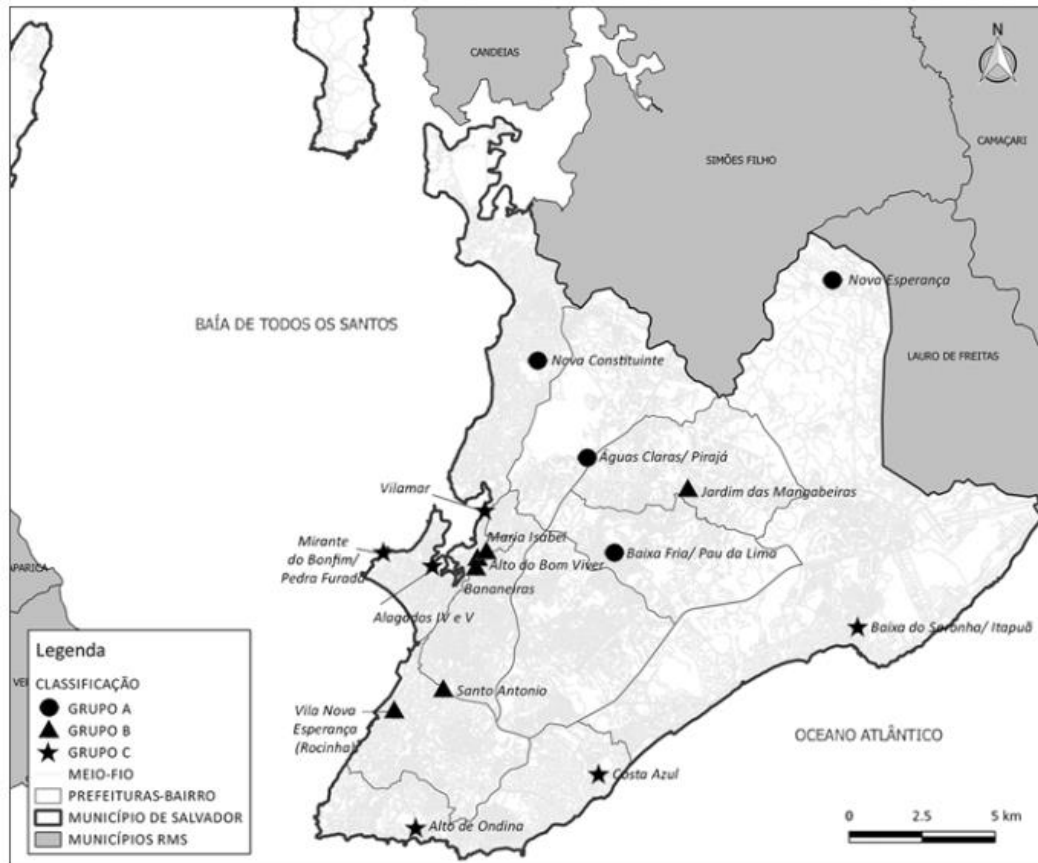 CANDEIAS
N
CAMAÇARI
SIMÕES FILHO
Nova Esperança
BAÍA DE TODOS OS SANTOS
LAURO DE FREITAS
Nova Constituinte
Águas Claras/ Pirajá
Jardim das Mangabeiras
Vilamar
Mirante
do Bonfim/
Pedra Furada
Maria Isabel
Alto do Bom Viver
Bananeiras
Baixa Fria/ Pau da Lima
APARICA
Alagados IV e V
Baixa do Soronha/ Itapuã
Santo Antonio
Vila Nova
Esperança
(Rocinha)
OCEANO ATLÂNTICO
Costa Azul
Alto de Ondina
VE
Legenda
CLASSIFICAÇÃO
GRUPO A
GRUPO B
GRUPO C
MEIO-FIO
PREFEITURAS-BAIRRO
MUNICÍPIO DE SALVADOR
MUNICÍPIOS RMS
0 2.5 5 km